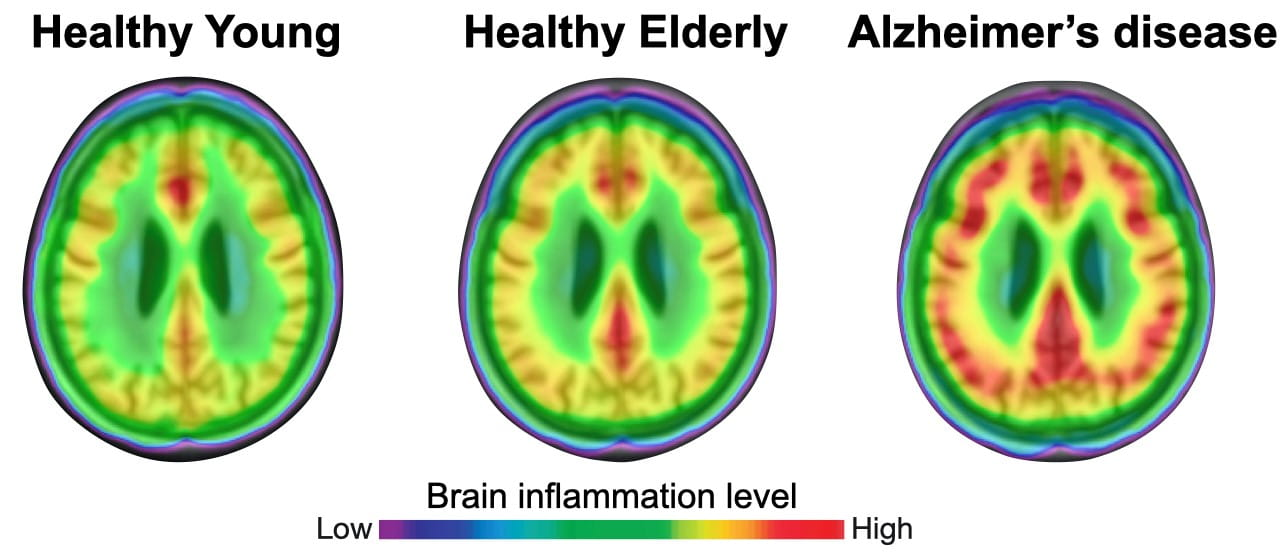 Healthy Young
Healthy Elderly
Alzheimer’s disease
Brain inflammation level
Low
High